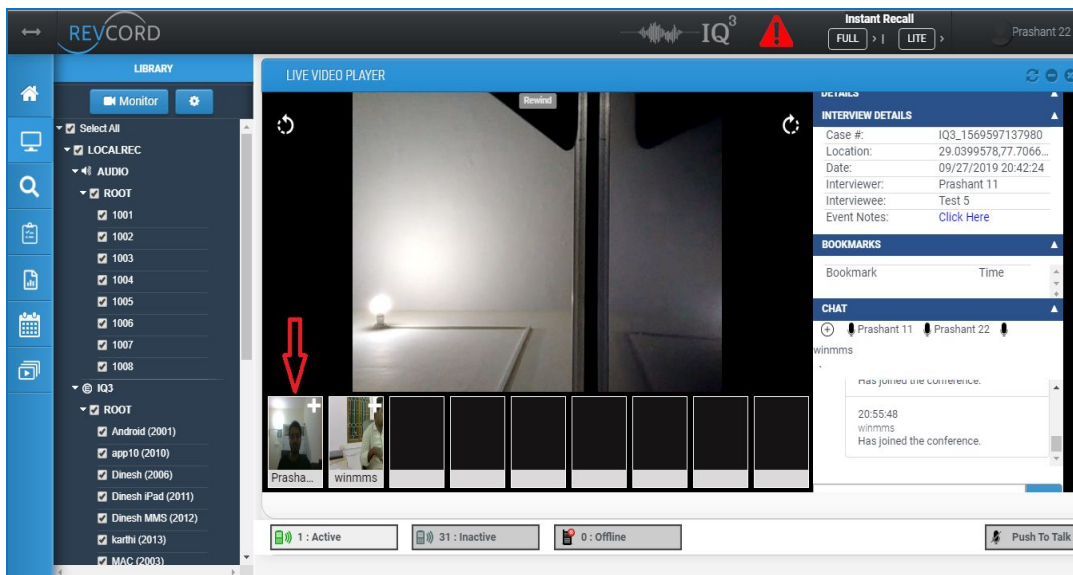 REVCORD
IQ3
Instant Recall
FULL > | LITE >
Prashant 22
LIBRARY
Monitor
Select All
LOCALREC
AUDIO
ROOT
1001
1002
1003
1004
1005
1006
1007
1008
IQ3
ROOT
Android (2001)
app10 (2010)
Dinesh (2006)
Dinesh iPad (2011)
Dinesh MMS (2012)
karthi (2013)
MAC (2003)
LIVE VIDEO PLAYER
Rewind
Prasha...
winmms
DETAILS
INTERVIEW DETAILS
Case #: IQ3_1569597137980
Location: 29.0399578,77.7066...
Date: 09/27/2019 20:42:24
Interviewer: Prashant 11
Interviewee: Test 5
Event Notes: Click Here
BOOKMARKS
Bookmark Time
CHAT
Prashant 11 Prashant 22
winmms
Has joined the conference.
20:55:48
winmms
Has joined the conference.
1 : Active
31 : Inactive
0 : Offline
Push To Talk